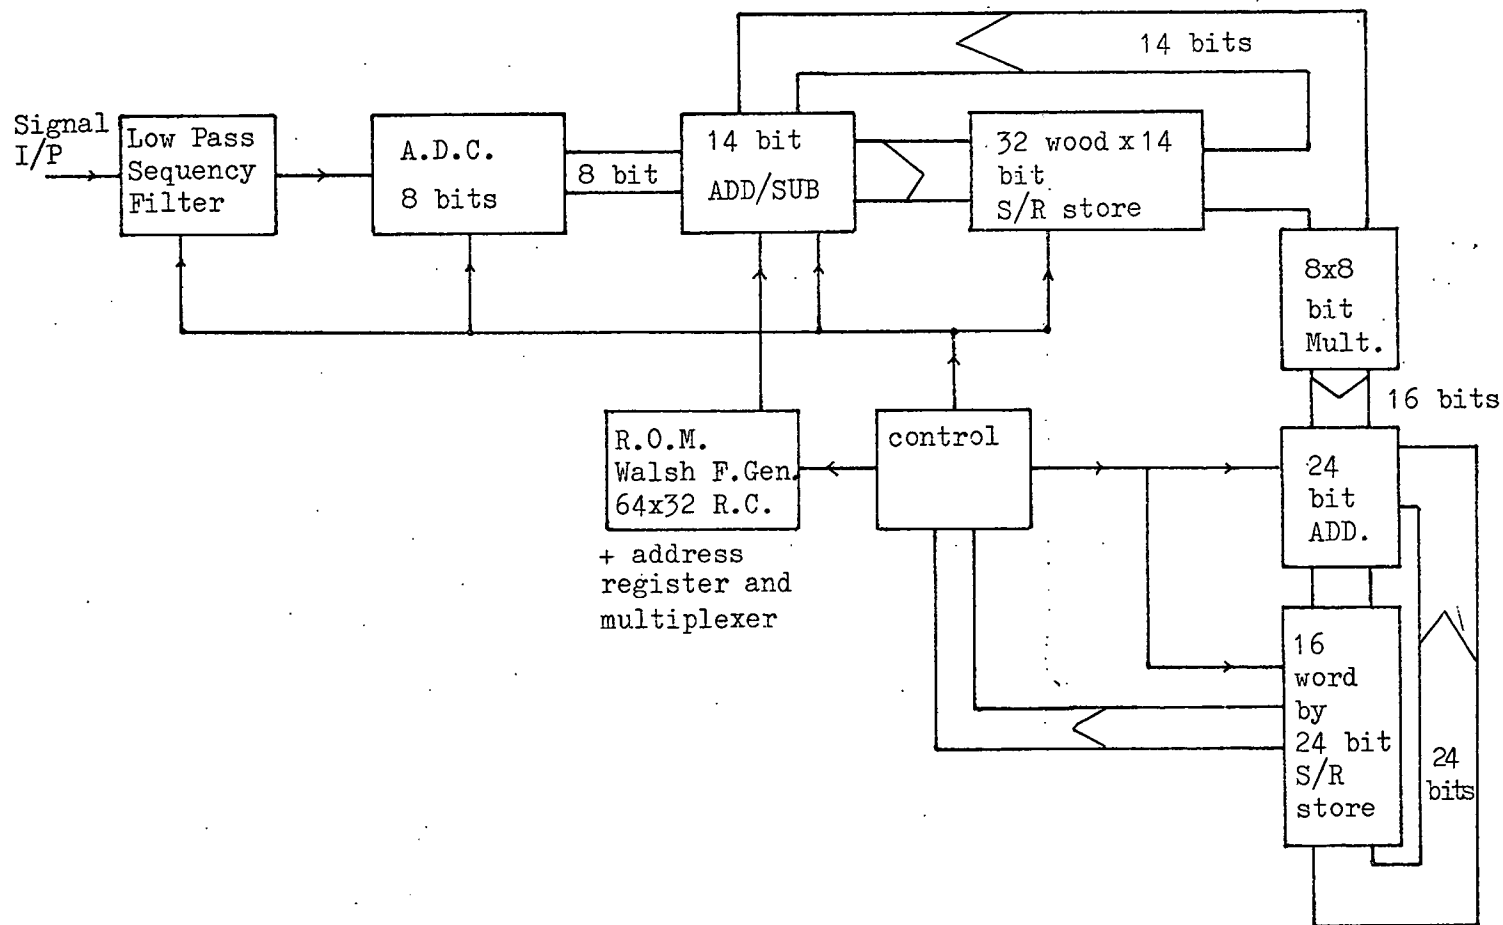 14 bits
Signal
I/P
Low Pass
Sequency
Filter
A.D.C.
8 bits
8 bit
14 bit
ADD/SUB
32 wood x 14
bit
S/R store
8x8
bit
Mult.
16 bits
R.O.M.
Walsh F.Gen.
64x32 R.C.
+ address
register and
multiplexer
control
24
bit
ADD.
16
word
by
24 bit
S/R
store
24
bits